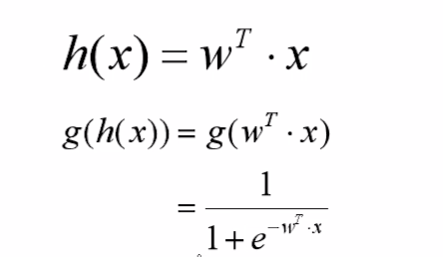 h(x) = w^T · x
g(h(x)) = g(w^T · x)
= 1 / (1 + e^{-w^T · x})